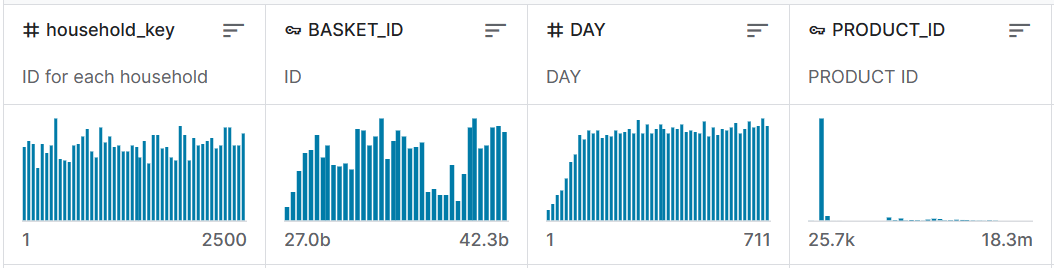 household_key
BASKET_ID
DAY
PRODUCT_ID
ID for each household
ID
DAY
PRODUCT ID
1 2500
27.0b 42.3b
1 711
25.7k 18.3m